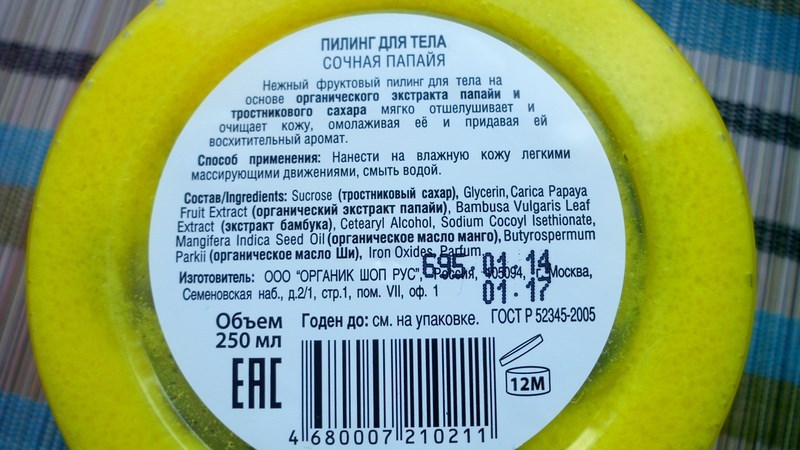 ПИЛИНГ ДЛЯ ТЕЛА
СОЧНАЯ ПАПАЙЯ
Нежный фруктовый пилинг для тела на
основе органического экстракта папайи и
тростникового сахара мягко отшелушивает и
очищает кожу, омолаживая её и придавая ей
восхитительный аромат.
Способ применения: Нанести на влажную кожу легкими
массирующими движениями, смыть водой.
Состав/Ingredients: Sucrose (тростниковый сахар), Glycerin, Carica Papaya
Fruit Extract (органический экстракт папайи), Bambusa Vulgaris Leaf
Extract (экстракт бамбука), Cetearyl Alcohol, Sodium Cocoyl Isethionate,
Mangifera Indica Seed Oil (органическое масло манго), Butyrospermum
Parkii (органическое масло Ши), Iron Oxides, Parfum
695. 01. 14
Изготовитель: ООО "ОРГАНИК ШОП РУС", Россия, 105094, г. Москва,
01.17
Семеновская наб., д.2/1, стр.1, пом. VII, оф. 1
Объем
250 мл
Годен до: см. на упаковке. ГОСТ Р 52345-2005
EAC
12M
4 680007 210211